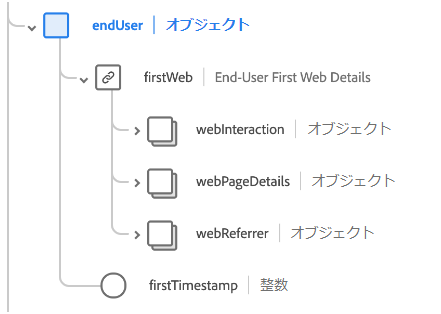 endUser オブジェクト
firstWeb End-User First Web Details
webInteraction オブジェクト
webPageDetails オブジェクト
webReferrer オブジェクト
firstTimestamp 整数